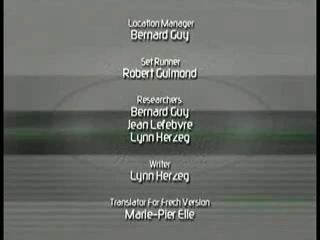 Location Manager
Bernard Guy
Set Runner
Robert Guimond
Researchers
Bernard Guy
Jean Lefebvre
Lynn Herzeg
Writer
Lynn Herzeg
Translator For Frech Version
Marie-Pier Elie